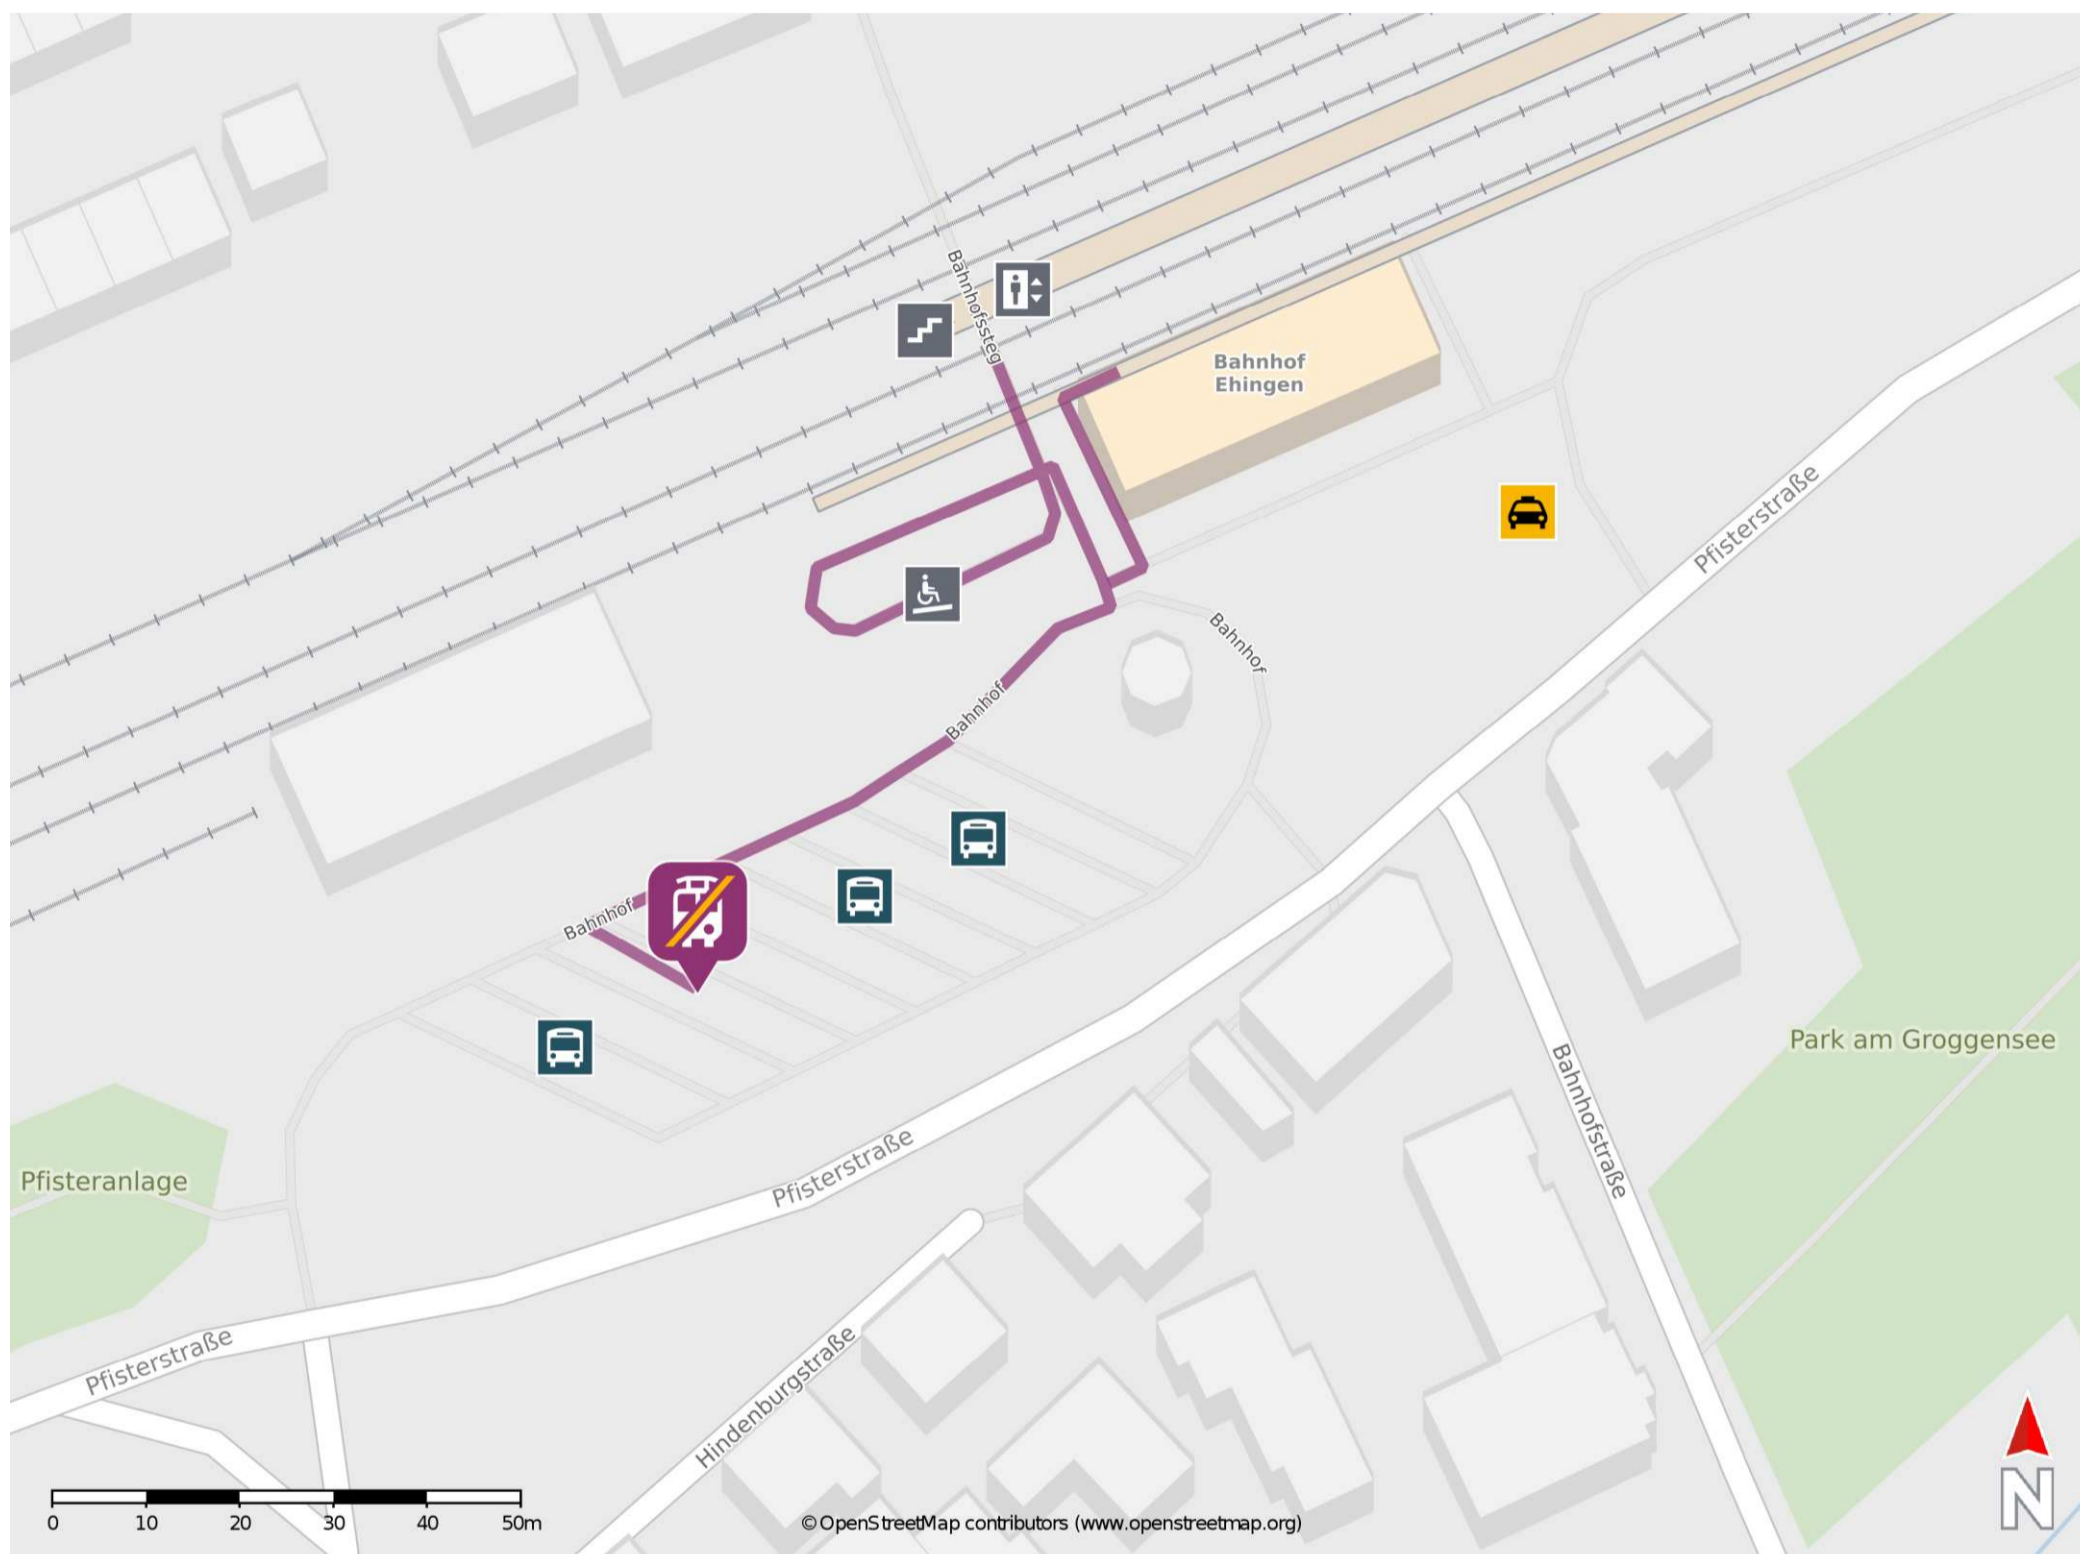 Bahnhofssteg
Bahnhof
Ehingen
Pfisterstraße
Bahnhof
Bahnhof
Bahnhof
Park am Groggensee
Bahnhofstraße
Pfisterstraße
Pfisteranlage
Pfisterstraße
Hindenburgstraße
N
0 10 20 30 40 50m
© OpenStreetMap contributors (www.openstreetmap.org)